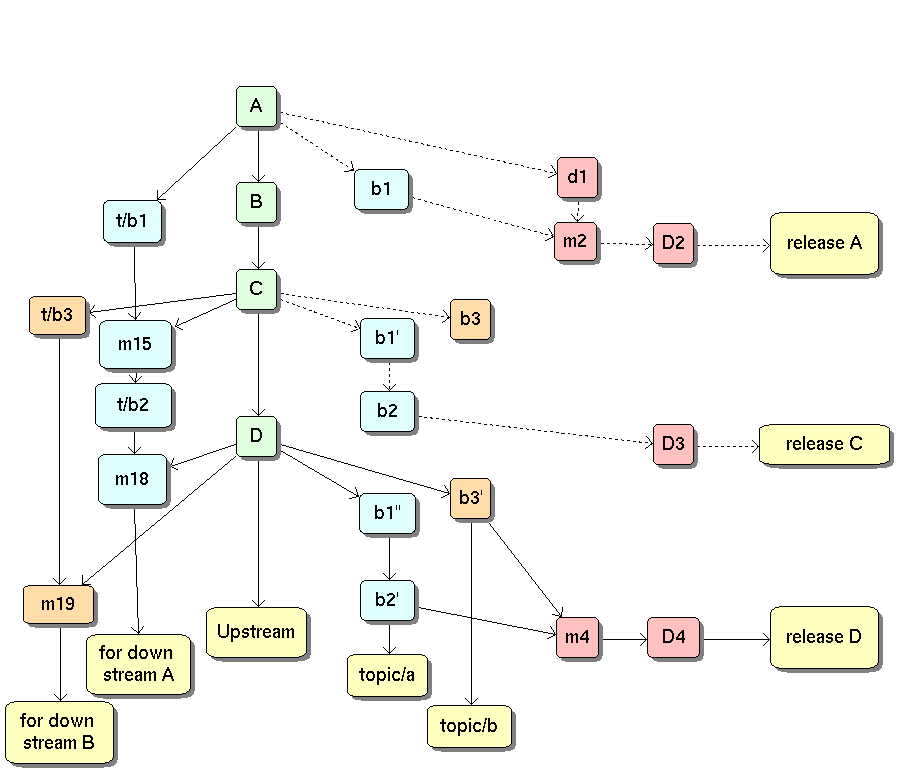 A
d1
b1
B
t/b1
m2
D2
release A
C
t/b3
b3
m15
b1'
t/b2
b2
D
D3
release C
m18
b3'
b1"
m19
b2'
Upstream
m4
D4
release D
for down
stream A
topic/a
for down
stream B
topic/b